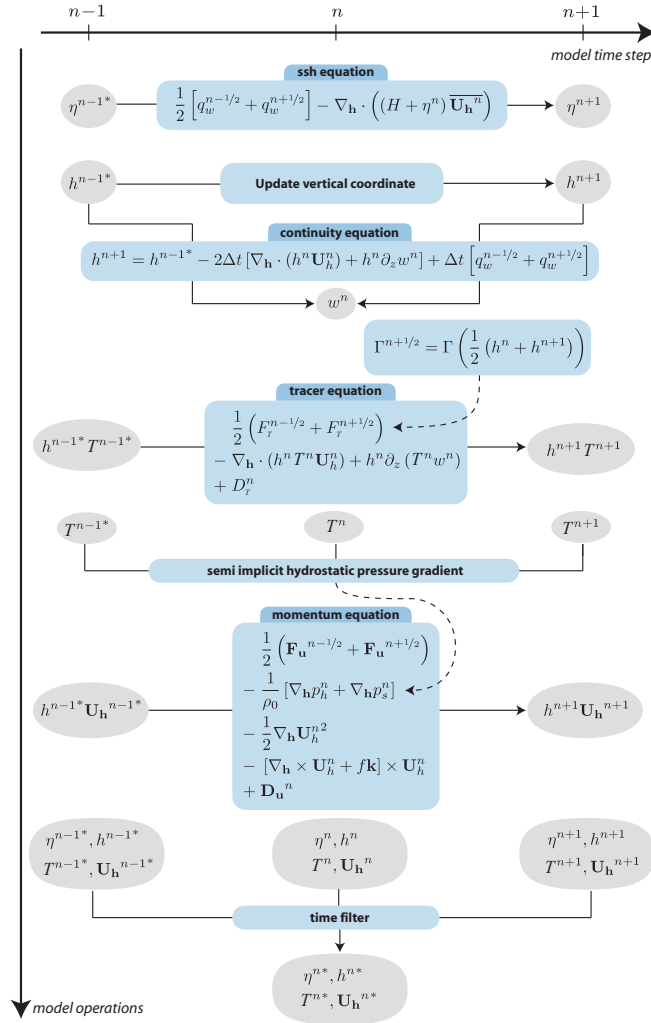 n−1 n n+1
model time step
ssh equation
η^{n−1*} 1/2 [q_w^{n−1/2} + q_w^{n+1/2}] − ∇_h · ((H + η^n) \overline{U_h^n}) η^{n+1}
h^{n−1*} Update vertical coordinate h^{n+1}
continuity equation
h^{n+1} = h^{n−1*} − 2Δt [∇_h · (h^n U_h^n) + h^n ∂_z w^n] + Δt [q_w^{n−1/2} + q_w^{n+1/2}]
w^n
Γ^{n+1/2} = Γ (1/2 (h^n + h^{n+1}))
tracer equation
1/2 (F_T^{n−1/2} + F_T^{n+1/2})
h^{n−1*} T^{n−1*} − ∇_h · (h^n T^n U_h^n) + h^n ∂_z (T^n w^n) h^{n+1} T^{n+1}
+ D_T^n
T^{n−1*} T^n T^{n+1}
semi implicit hydrostatic pressure gradient
momentum equation
1/2 (F_u^{n−1/2} + F_u^{n+1/2})
− 1/ρ_0 [∇_h p_h^n + ∇_h p_s^n]
h^{n−1*} U_h^{n−1*} − 1/2 ∇_h U_h^{n 2} h^{n+1} U_h^{n+1}
− [∇_h × U_h^n + f k] × U_h^n
+ D_u^n
η^{n−1*}, h^{n−1*} η^n, h^n η^{n+1}, h^{n+1}
T^{n−1*}, U_h^{n−1*} T^n, U_h^n T^{n+1}, U_h^{n+1}
time filter
η^{n*}, h^{n*}
T^{n*}, U_h^{n*}
model operations